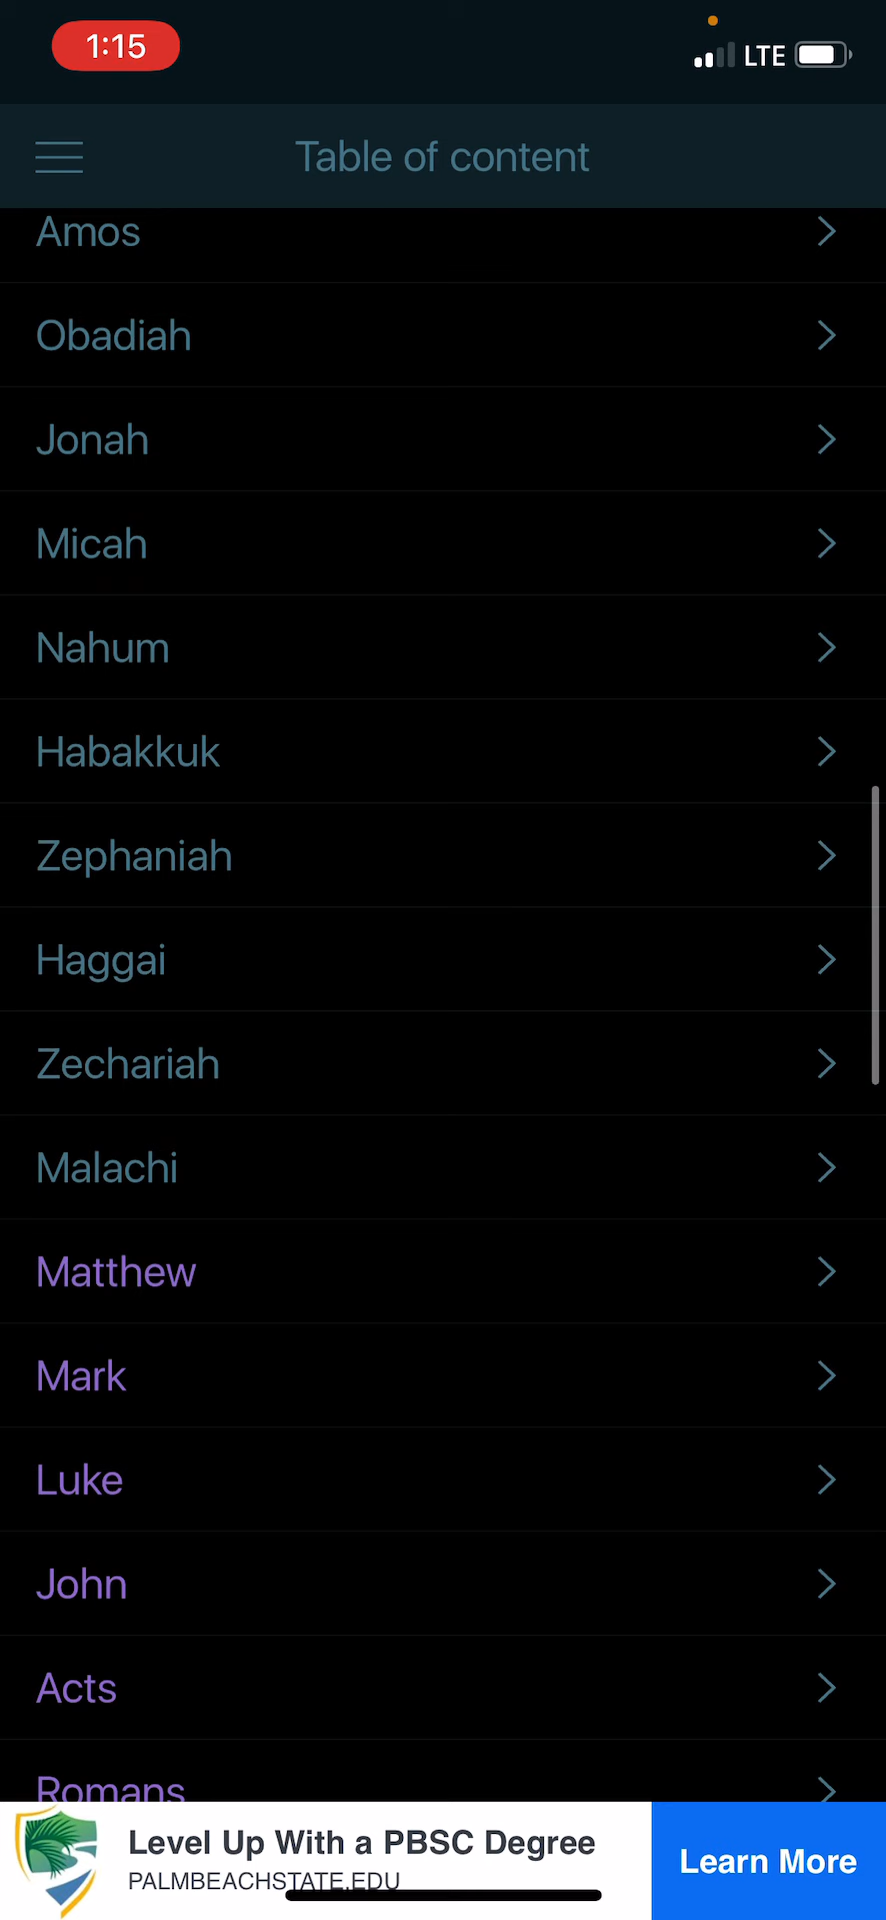 1:15
LTE
Table of content
Amos
Obadiah
Jonah
Micah
Nahum
Habakkuk
Zephaniah
Haggai
Zechariah
Malachi
Matthew
Mark
Luke
John
Acts
Romans
Level Up With a PBSC Degree
PALMBEACHSTATE.EDU
Learn More